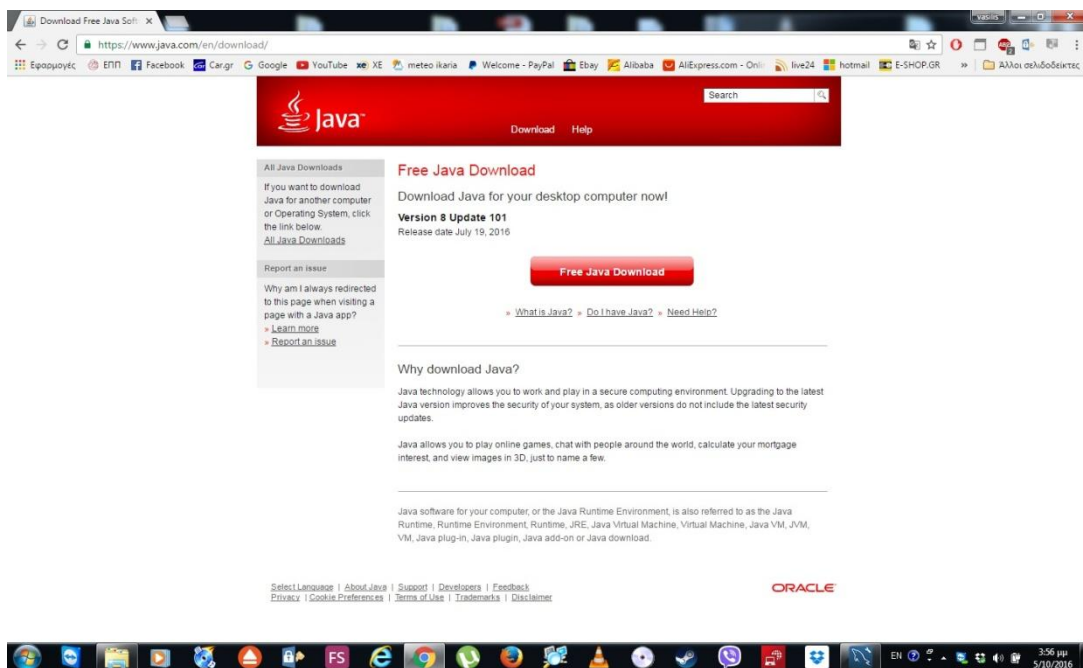 Download Free Java Soft
vasilis
https://www.java.com/en/download/
Εφαρμογές ΕΠΠ Facebook Car.gr Google YouTube XE meteo ikaria Welcome - PayPal Ebay Alibaba AliExpress.com - Onli live24 hotmail E-SHOP.GR » Άλλοι σελιδοδείκτες
Java
Search
Download Help
All Java Downloads
If you want to download
Java for another computer
or Operating System, click
the link below.
All Java Downloads
Report an issue
Why am I always redirected
to this page when visiting a
page with a Java app?
» Learn more
» Report an issue
Free Java Download
Download Java for your desktop computer now!
Version 8 Update 101
Release date July 19, 2016
Free Java Download
» What is Java? » Do I have Java? » Need Help?
Why download Java?
Java technology allows you to work and play in a secure computing environment. Upgrading to the latest
Java version improves the security of your system, as older versions do not include the latest security
updates.
Java allows you to play online games, chat with people around the world, calculate your mortgage
interest, and view images in 3D, just to name a few.
Java software for your computer, or the Java Runtime Environment, is also referred to as the Java
Runtime, Runtime Environment, Runtime, JRE, Java Virtual Machine, Virtual Machine, Java VM, JVM,
VM, Java plug-in, Java plugin, Java add-on or Java download.
Select Language | About Java | Support | Developers | Feedback
Privacy | Cookie Preferences | Terms of Use | Trademarks | Disclaimer
ORACLE
FS
EN
3:56 μμ
5/10/2016